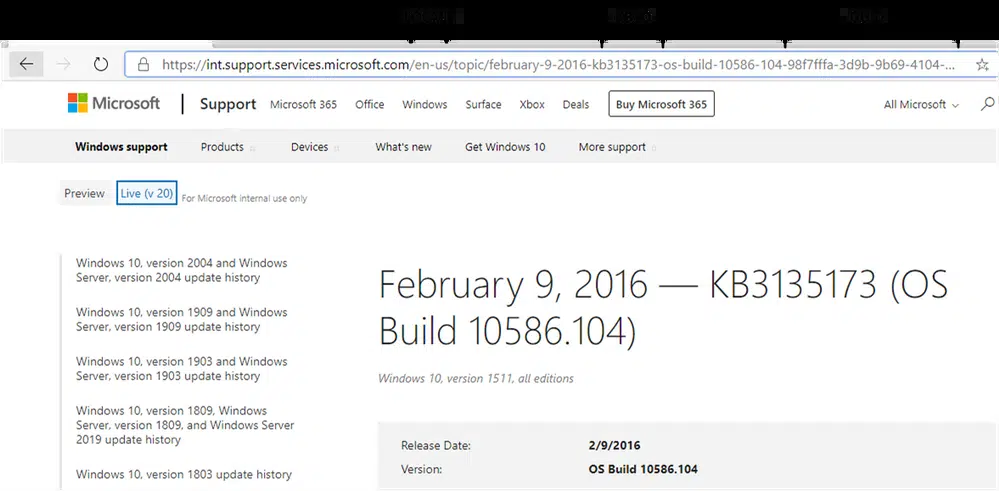 https://int.support.services.microsoft.com/en-us/topic/february-9-2016-kb3135173-os-build-10586-104-98f7fffa-3d9b-9b69-4104-...
Microsoft | Support Microsoft 365 Office Windows Surface Xbox Deals Buy Microsoft 365 All Microsoft
Windows support Products Devices What's new Get Windows 10 More support
Preview Live (v 20) For Microsoft internal use only
Windows 10, version 2004 and Windows
Server, version 2004 update history
Windows 10, version 1909 and Windows
Server, version 1909 update history
Windows 10, version 1903 and Windows
Server, version 1903 update history
Windows 10, version 1809, Windows
Server, version 1809, and Windows Server
2019 update history
Windows 10, version 1803 update history
February 9, 2016 — KB3135173 (OS
Build 10586.104)
Windows 10, version 1511, all editions
Release Date: 2/9/2016
Version: OS Build 10586.104